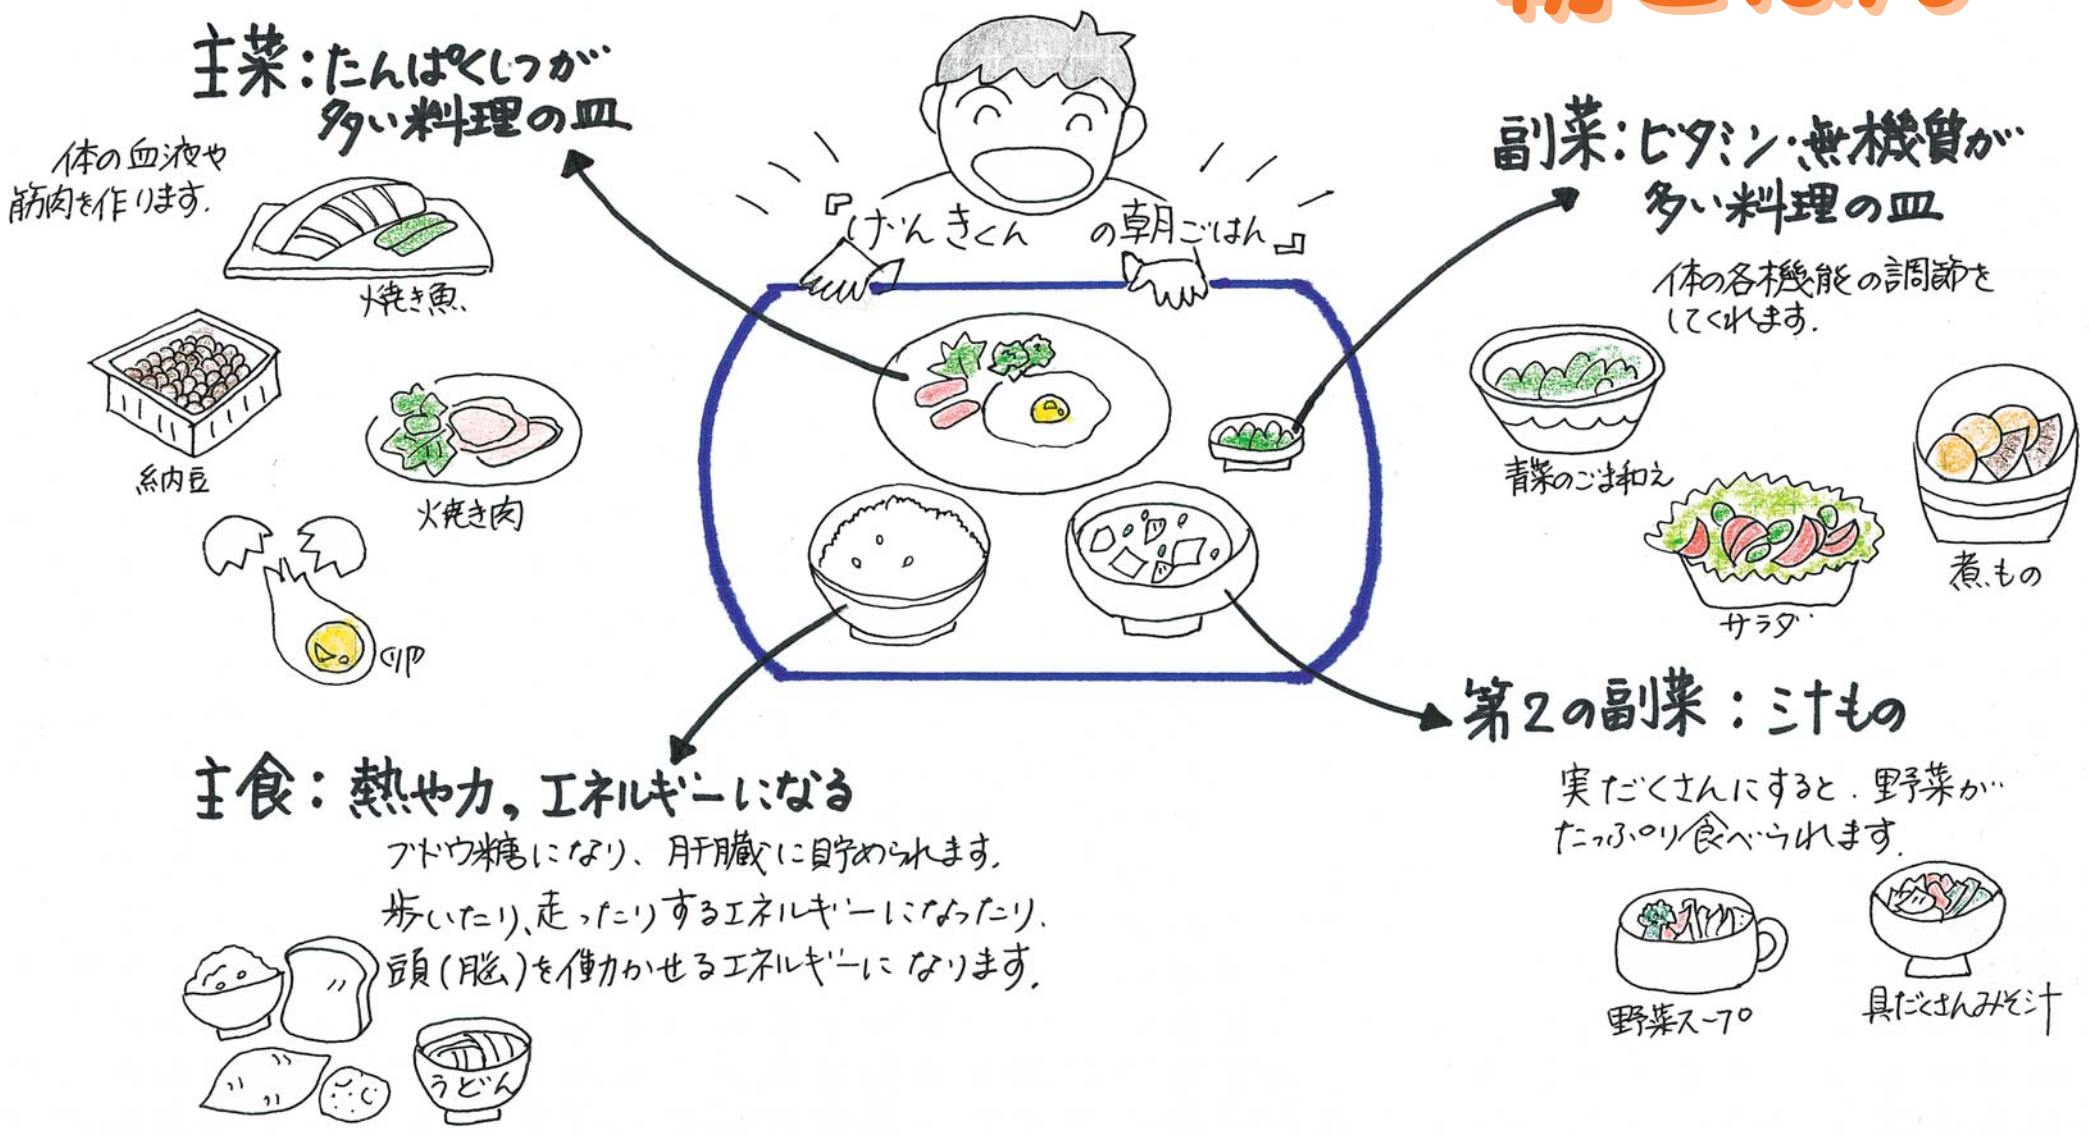 朝ごはん
主菜:たんぱくしつが
多い料理の皿
体の血液や
筋肉を作ります.
焼き魚
納豆
焼き肉
卵
『げんきくん の朝ごはん』
副菜:ビタミン・無機質が
多い料理の皿
体の各機能の調節を
してくれます.
青菜のごま和え
サラダ
煮もの
主食:熱や力。エネルギーになる
ブドウ糖になり、肝臓に貯められます。
歩いたり、走ったりするエネルギーになったり、
頭(脳)を働かせるエネルギーになります。
うどん
第2の副菜:汁もの
実だくさんにすると、野菜が
たっぷり食べられます.
野菜スープ
具だくさんみそ汁